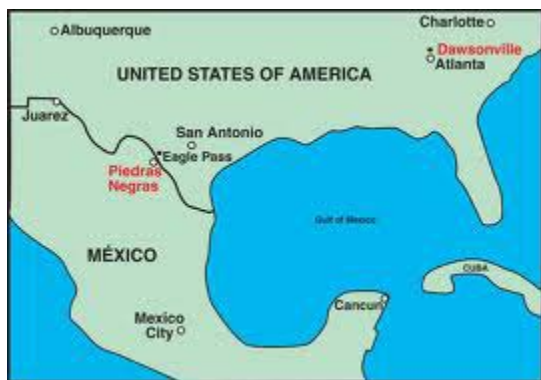 Charlotte
Albuquerque
Dawsonville
Atlanta
UNITED STATES OF AMERICA
Juarez
San Antonio
Eagle Pass
Piedras
Negras
Gulf of Mexico
MÉXICO
CUBA
Cancun
Mexico
City